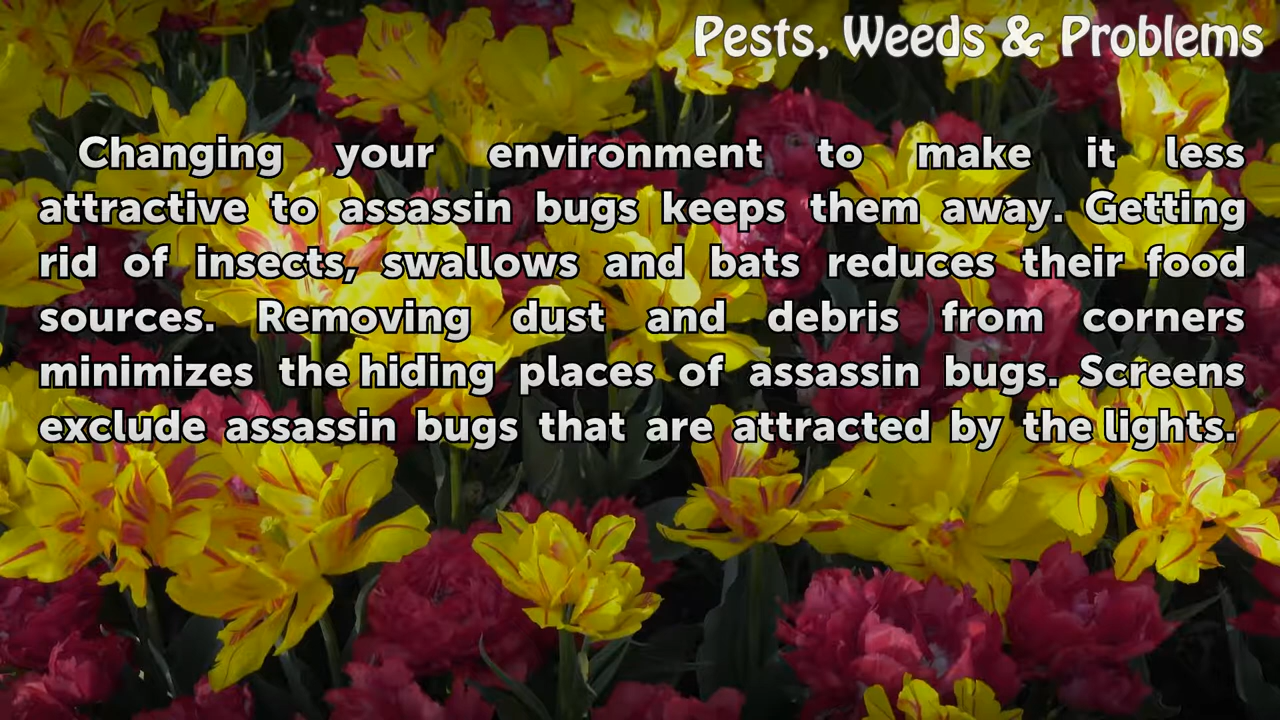 Pests, Weeds & Problems
Changing your environment to make it less
attractive to assassin bugs keeps them away. Getting
rid of insects, swallows and bats reduces their food
sources. Removing dust and debris from corners
minimizes the hiding places of assassin bugs. Screens
exclude assassin bugs that are attracted by the lights.